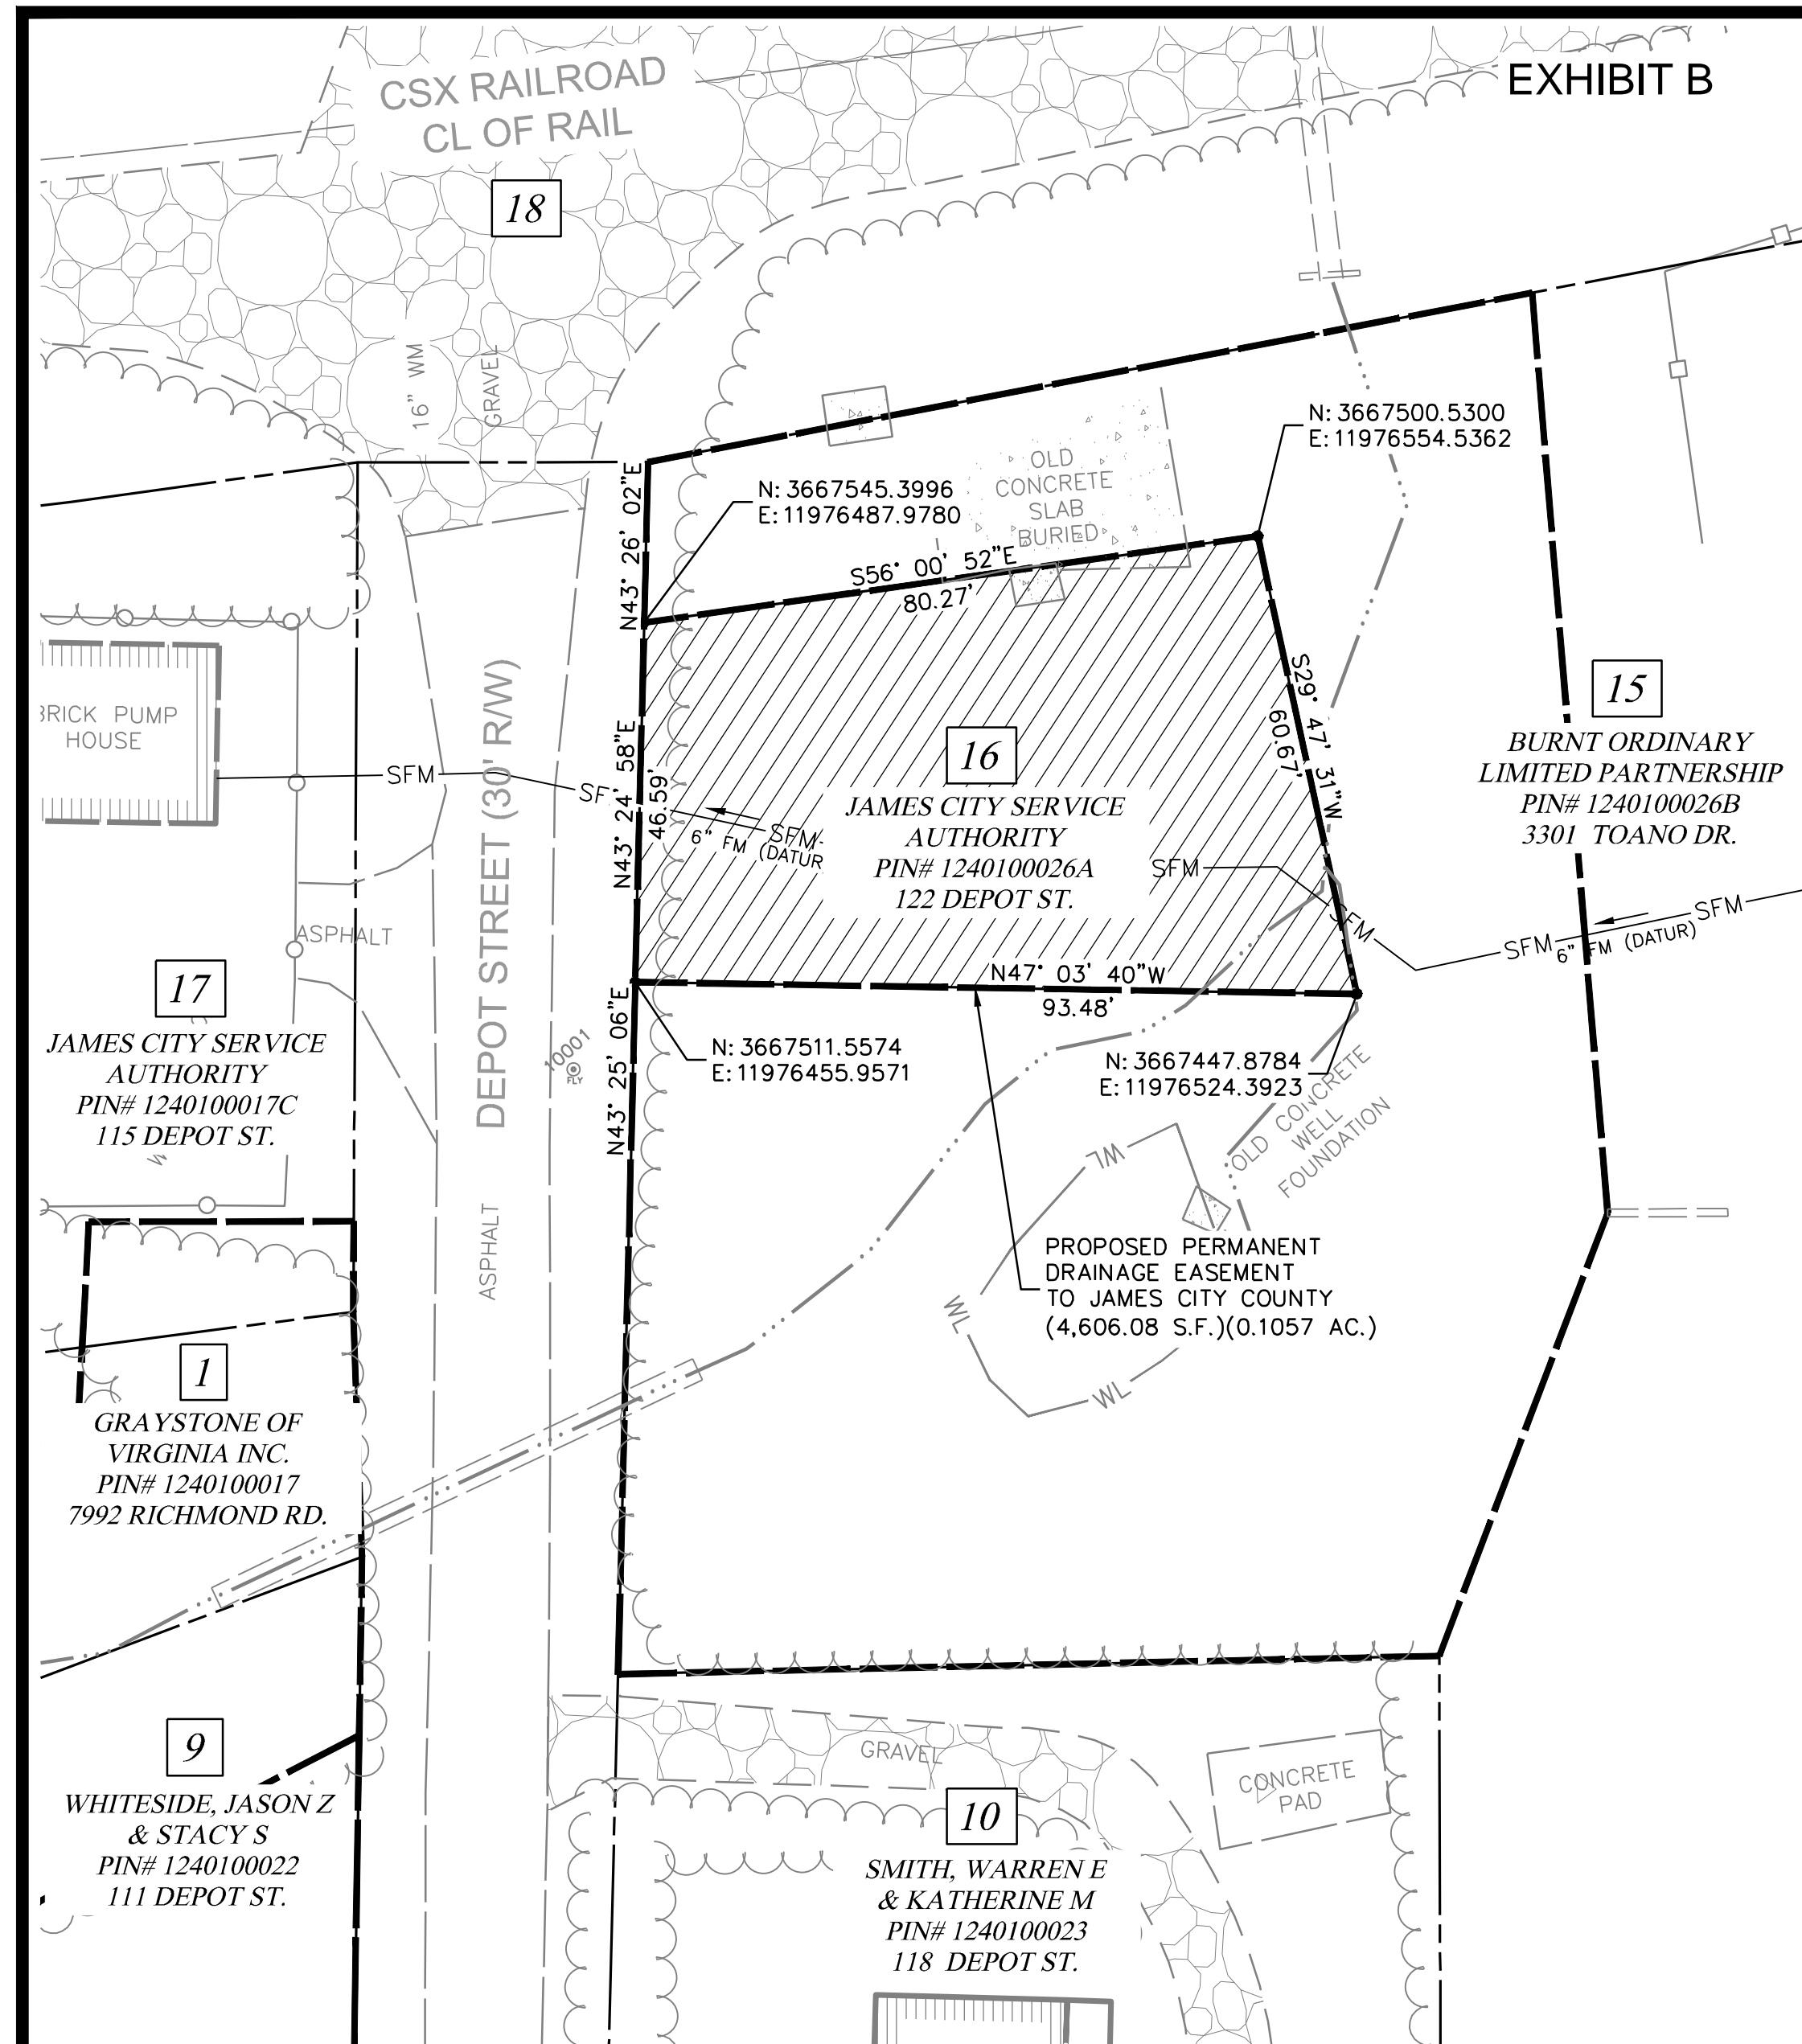 EXHIBIT B
CSX RAILROAD
CL OF RAIL
18
16" WM
GRAVEL
N: 3667500.5300
E: 11976554.5362
N: 3667545.3996
E: 11976487.9780
OLD
CONCRETE
SLAB
BURIED
N43° 26' 02"E
S56° 00' 52"E
80.27'
BRICK PUMP
HOUSE
DEPOT STREET (30' R/W)
SFM
SF
N43° 24' 58"E
46.59'
SFM
6" FM (DATUR
16
JAMES CITY SERVICE
AUTHORITY
PIN# 1240100026A
122 DEPOT ST.
S29° 47' 31"W
60.67'
SFM
SFM
15
BURNT ORDINARY
LIMITED PARTNERSHIP
PIN# 1240100026B
3301 TOANO DR.
SFM
6" FM (DATUR)
SFM
ASPHALT
17
JAMES CITY SERVICE
AUTHORITY
PIN# 1240100017C
115 DEPOT ST.
W
N47° 03' 40"W
93.48'
N43° 25' 06"E
10001
FLY
N: 3667511.5574
E: 11976455.9571
N: 3667447.8784
E: 11976524.3923
OLD CONCRETE
WELL
FOUNDATION
WL
WL
WL
ASPHALT
PROPOSED PERMANENT
DRAINAGE EASEMENT
TO JAMES CITY COUNTY
(4,606.08 S.F.)(0.1057 AC.)
1
GRAYSTONE OF
VIRGINIA INC.
PIN# 1240100017
7992 RICHMOND RD.
9
WHITESIDE, JASON Z
& STACY S
PIN# 1240100022
111 DEPOT ST.
GRAVEL
CONCRETE
PAD
10
SMITH, WARREN E
& KATHERINE M
PIN# 1240100023
118 DEPOT ST.